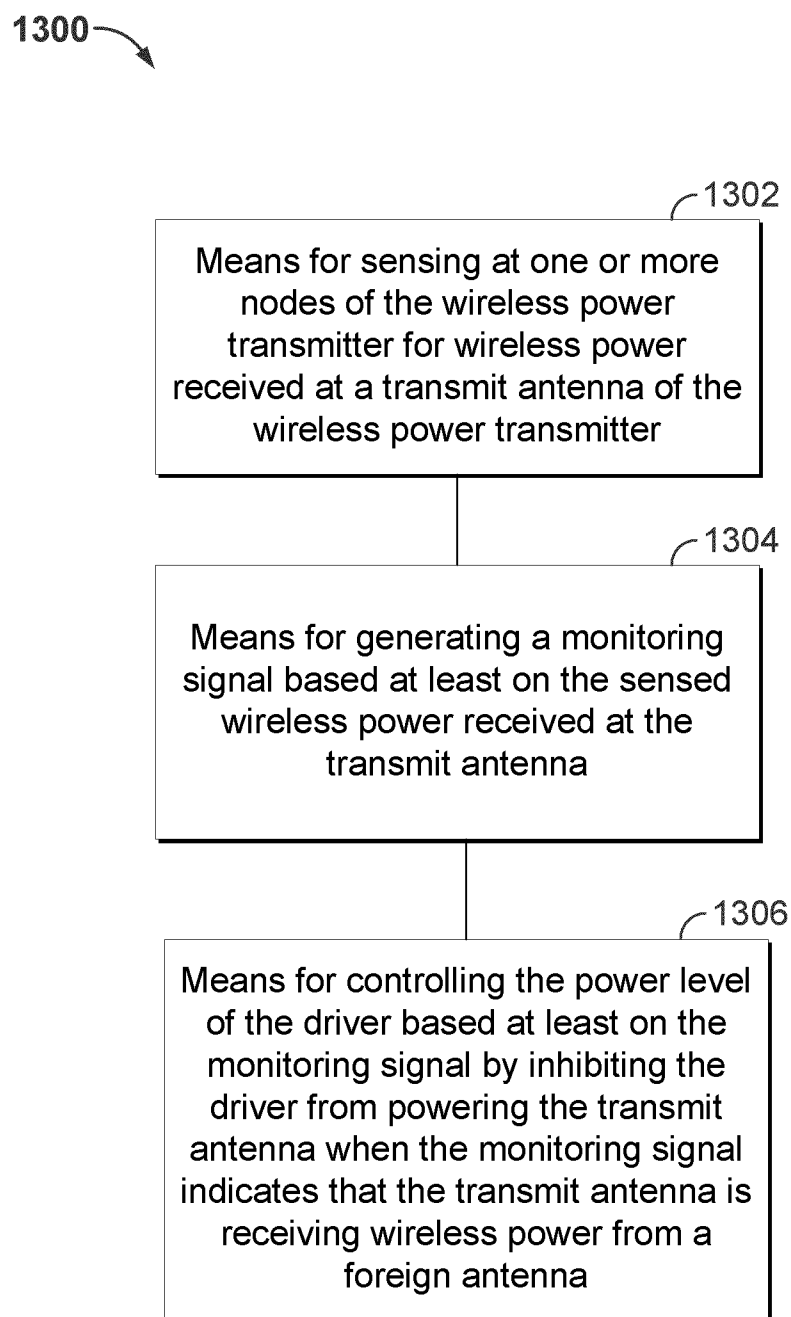 1300
1302
Means for sensing at one or more
nodes of the wireless power
transmitter for wireless power
received at a transmit antenna of the
wireless power transmitter
1304
Means for generating a monitoring
signal based at least on the sensed
wireless power received at the
transmit antenna
1306
Means for controlling the power level
of the driver based at least on the
monitoring signal by inhibiting the
driver from powering the transmit
antenna when the monitoring signal
indicates that the transmit antenna is
receiving wireless power from a
foreign antenna